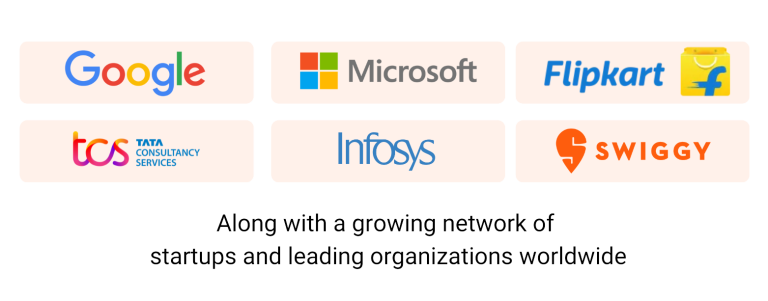 Google
Microsoft
Flipkart
tcs TATA
CONSULTANCY
SERVICES
Infosys
SWIGGY
Along with a growing network of
startups and leading organizations worldwide